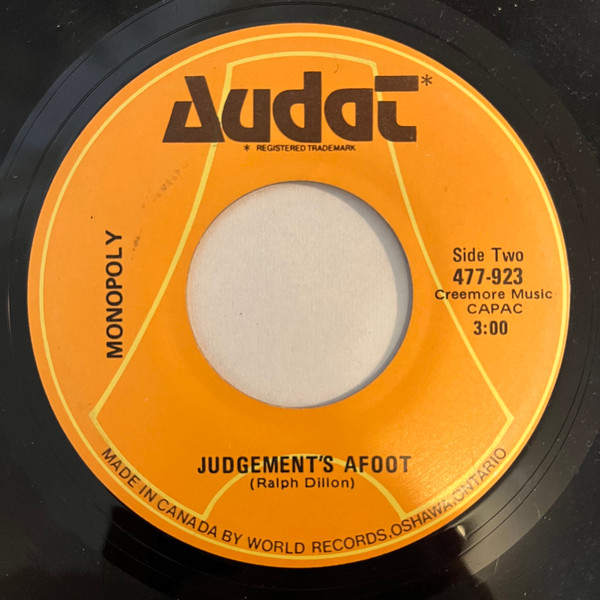 Audat*
* REGISTERED TRADEMARK
MONOPOLY
Side Two
477-923
Creemore Music
CAPAC
3:00
JUDGEMENT'S AFOOT
(Ralph Dillon)
MADE IN CANADA BY WORLD RECORDS,OSHAWA,ONTARIO